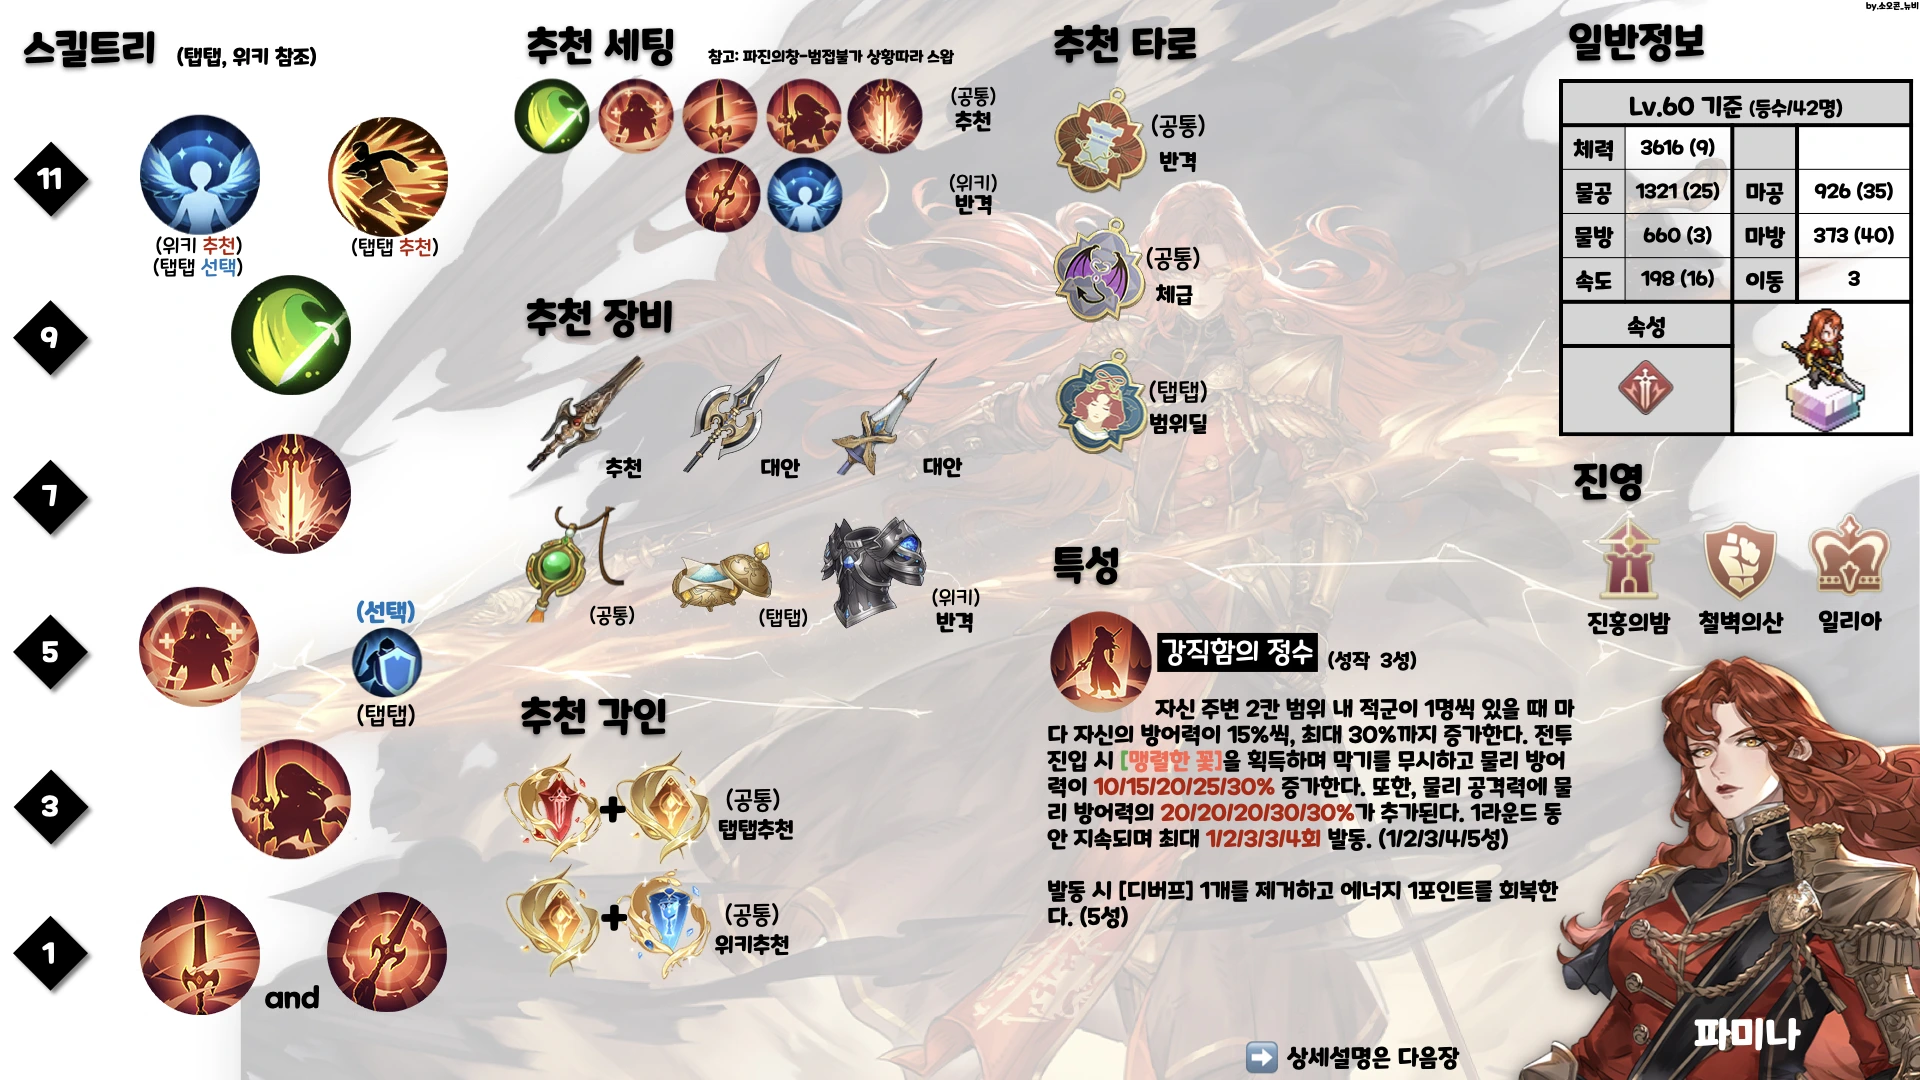 by.소오콘_뉴비
스킬트리 (탭탭, 위키 참조)
11
(위키 추천)
(탭탭 선택)
(탭탭 추천)
9
7
5
(선택)
(탭탭)
3
1
and
추천 세팅
참고: 파진의창-범접불가 상황따라 스왑
(공통)
추천
(위키)
반격
추천 장비
추천
대안
대안
(공통)
(탭탭)
(위키)
반격
추천 각인
(공통)
탭탭추천
(공통)
위키추천
추천 타로
(공통)
반격
(공통)
체급
(탭탭)
범위딜
특성
강직함의 정수 (성작 3성)
자신 주변 2칸 범위 내 적군이 1명씩 있을 때 마
다 자신의 방어력이 15%씩, 최대 30%까지 증가한다. 전투
진입 시 [맹렬한 꽃]을 획득하며 막기를 무시하고 물리 방어
력이 10/15/20/25/30% 증가한다. 또한, 물리 공격력에 물
리 방어력의 20/20/20/30/30%가 추가된다. 1라운드 동
안 지속되며 최대 1/2/3/3/4회 발동. (1/2/3/4/5성)
발동 시 [디버프] 1개를 제거하고 에너지 1포인트를 회복한
다. (5성)
상세설명은 다음장
일반정보
Lv.60 기준 (등수/42명)
체력 3616 (9)
물공 1321 (25) 마공 926 (35)
물방 660 (3) 마방 373 (40)
속도 198 (16) 이동 3
속성
진영
진홍의밤 철벽의산 일리아
파미나